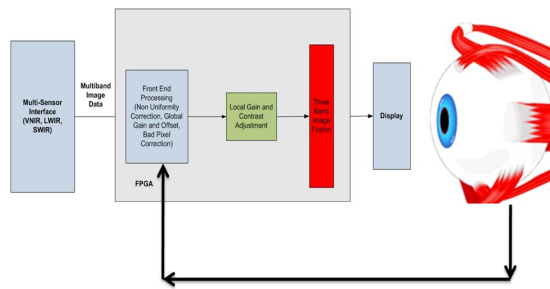 Multi-Sensor
Interface
(VNIR, LWIR,
SWIR)
Multiband
Image
Data
Front End
Processing
(Non Uniformity
Correction, Global
Gain and Offset,
Bad Pixel
Correction)
FPGA
Local Gain and
Contrast
Adjustment
Three
Band
Image
Fusion
Display